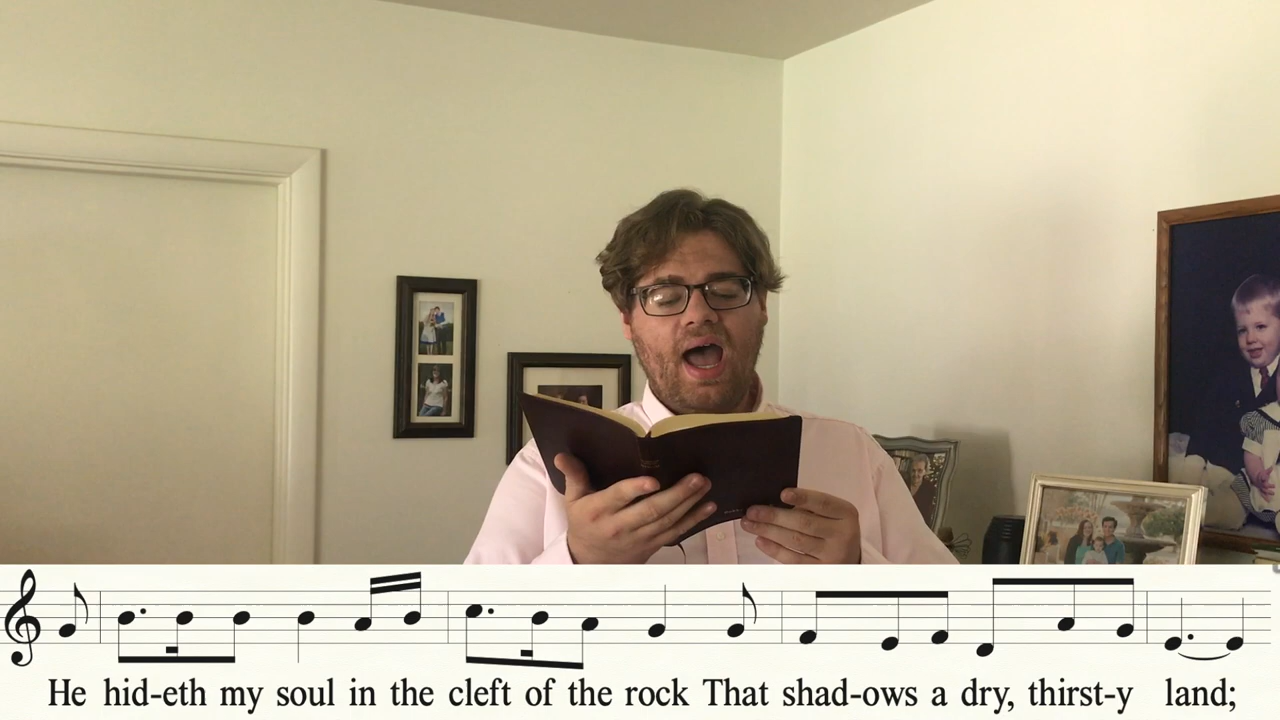 He hid-eth my soul in the cleft of the rock That shad-ows a dry, thirst-y land;